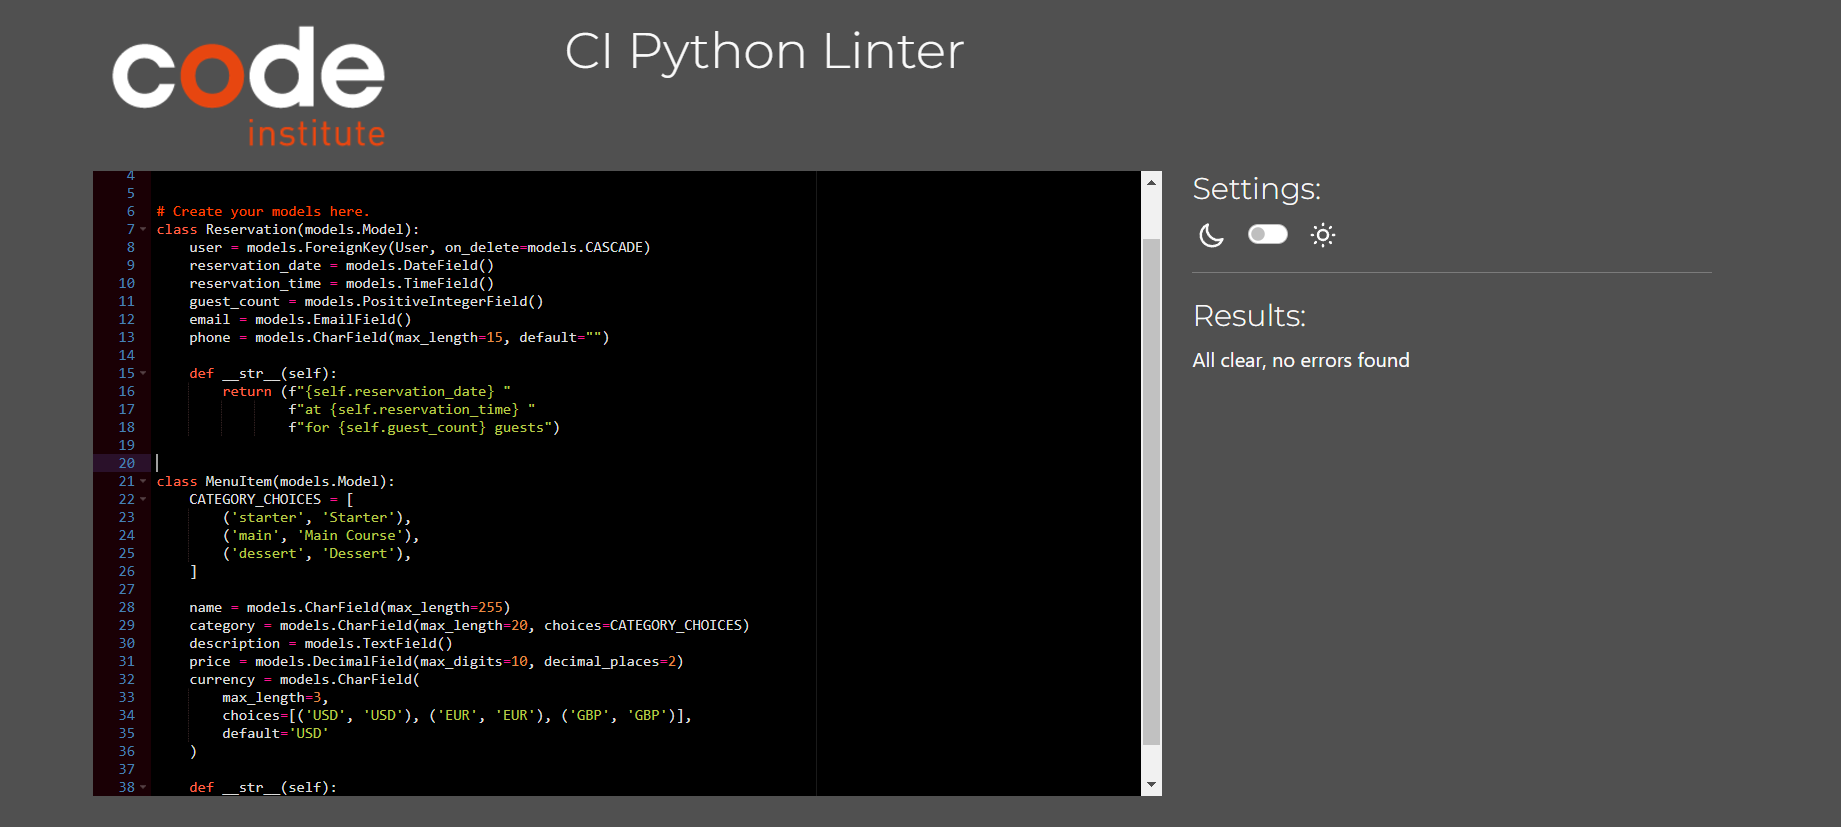 code
institute
CI Python Linter
4
5
6 # Create your models here.
7 class Reservation(models.Model):
8     user = models.ForeignKey(User, on_delete=models.CASCADE)
9     reservation_date = models.DateField()
10     reservation_time = models.TimeField()
11     guest_count = models.PositiveIntegerField()
12     email = models.EmailField()
13     phone = models.CharField(max_length=15, default="")
14
15     def __str__(self):
16         return (f"{self.reservation_date} "
17                 f"at {self.reservation_time} "
18                 f"for {self.guest_count} guests")
19
20
21 class MenuItem(models.Model):
22     CATEGORY_CHOICES = [
23         ('starter', 'Starter'),
24         ('main', 'Main Course'),
25         ('dessert', 'Dessert'),
26     ]
27
28     name = models.CharField(max_length=255)
29     category = models.CharField(max_length=20, choices=CATEGORY_CHOICES)
30     description = models.TextField()
31     price = models.DecimalField(max_digits=10, decimal_places=2)
32     currency = models.CharField(
33         max_length=3,
34         choices=[('USD', 'USD'), ('EUR', 'EUR'), ('GBP', 'GBP')],
35         default='USD'
36     )
37
38     def __str__(self):
Settings:
Results:
All clear, no errors found